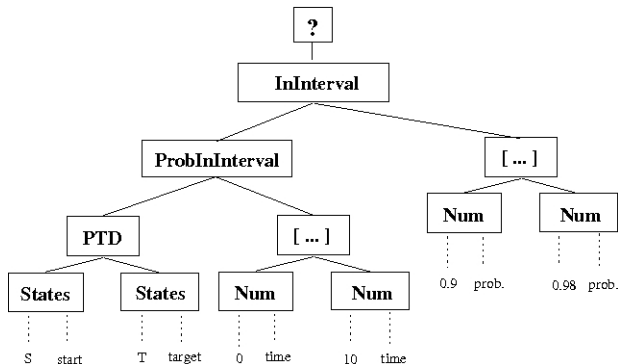 ?
InInterval
ProbInInterval
[ ... ]
PTD
[ ... ]
Num
Num
States
States
Num
Num
0.9 prob.
0.98 prob.
S start
T target
0 time
10 time